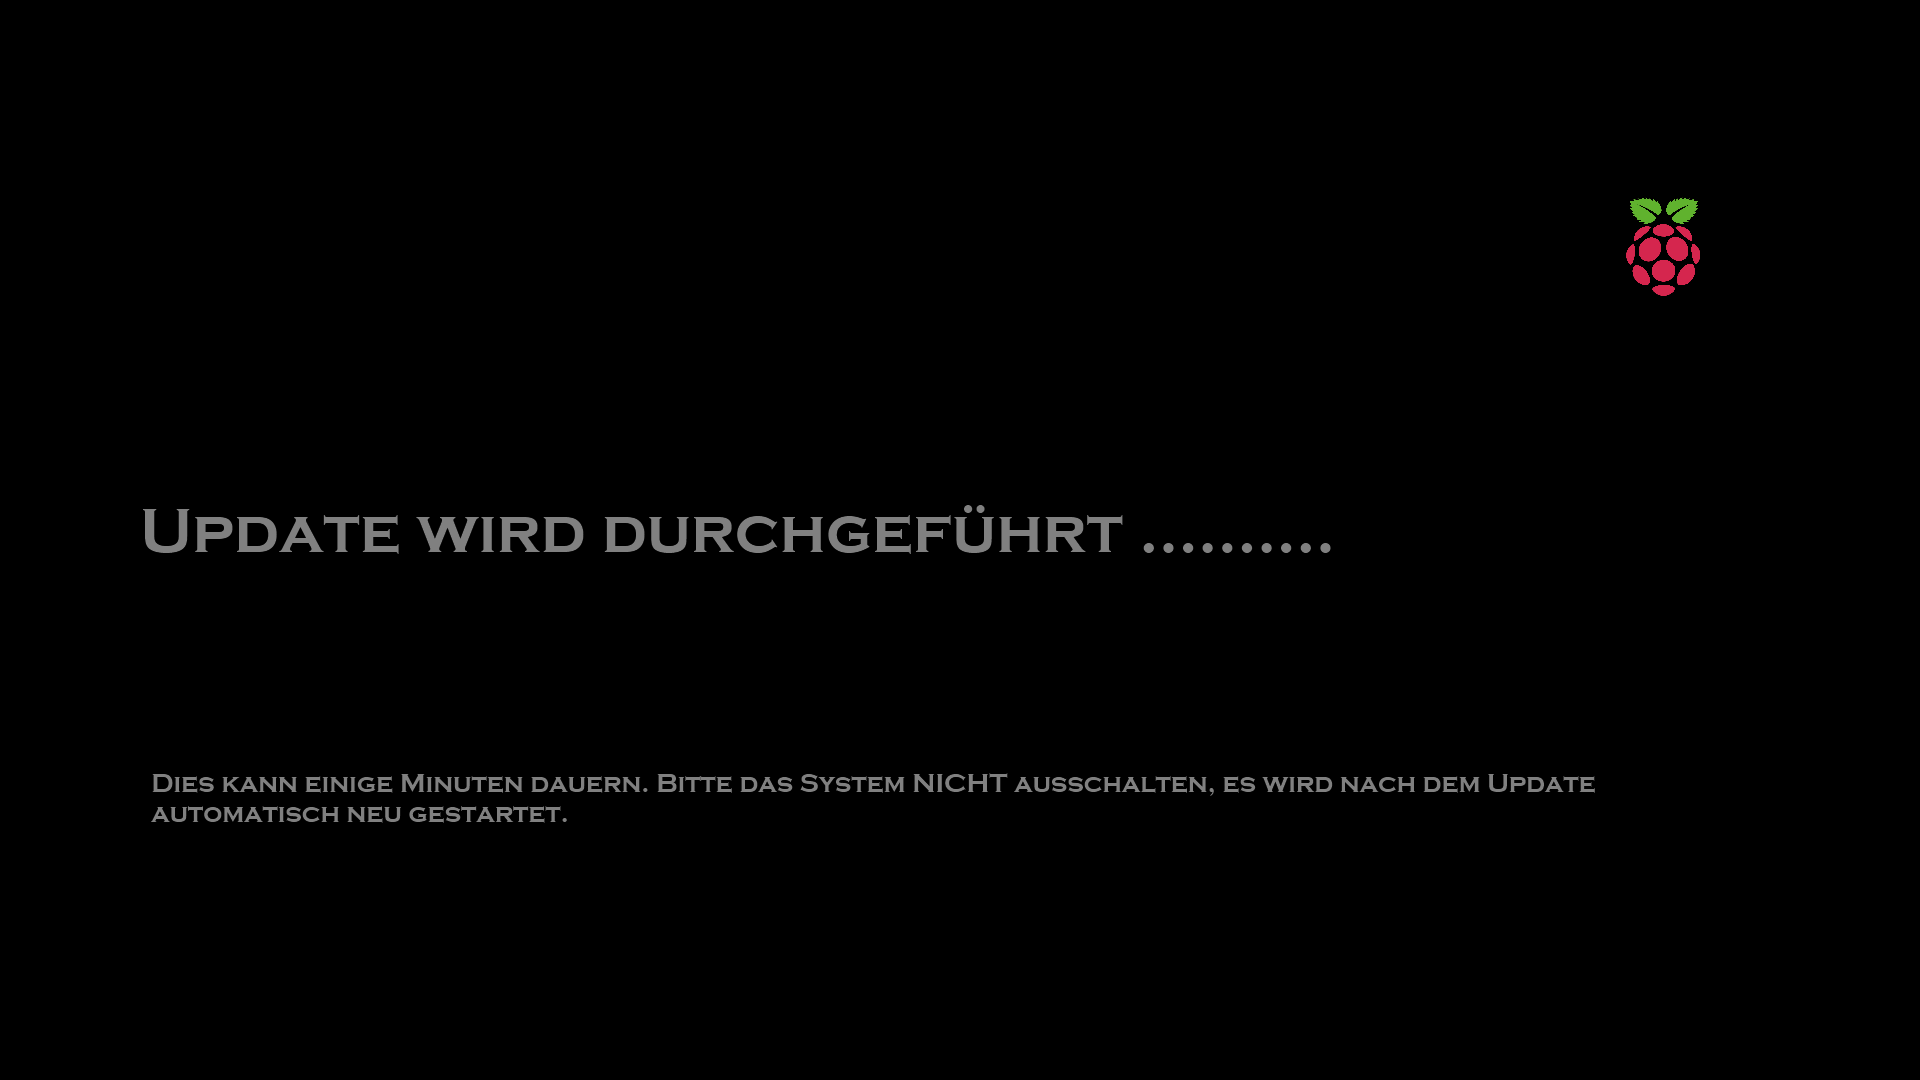 Update wird durchgeführt ..........
Dies kann einige Minuten dauern. Bitte das System NICHT ausschalten, es wird nach dem Update
automatisch neu gestartet.